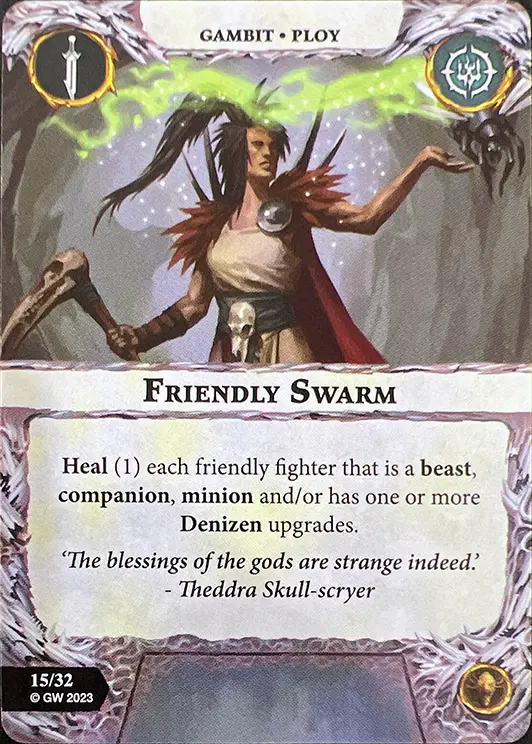 GAMBIT • PLOY
FRIENDLY SWARM
Heal (1) each friendly fighter that is a beast,
companion, minion and/or has one or more
Denizen upgrades.
‘The blessings of the gods are strange indeed.’
- Theddra Skull-scryer
15/32
© GW 2023